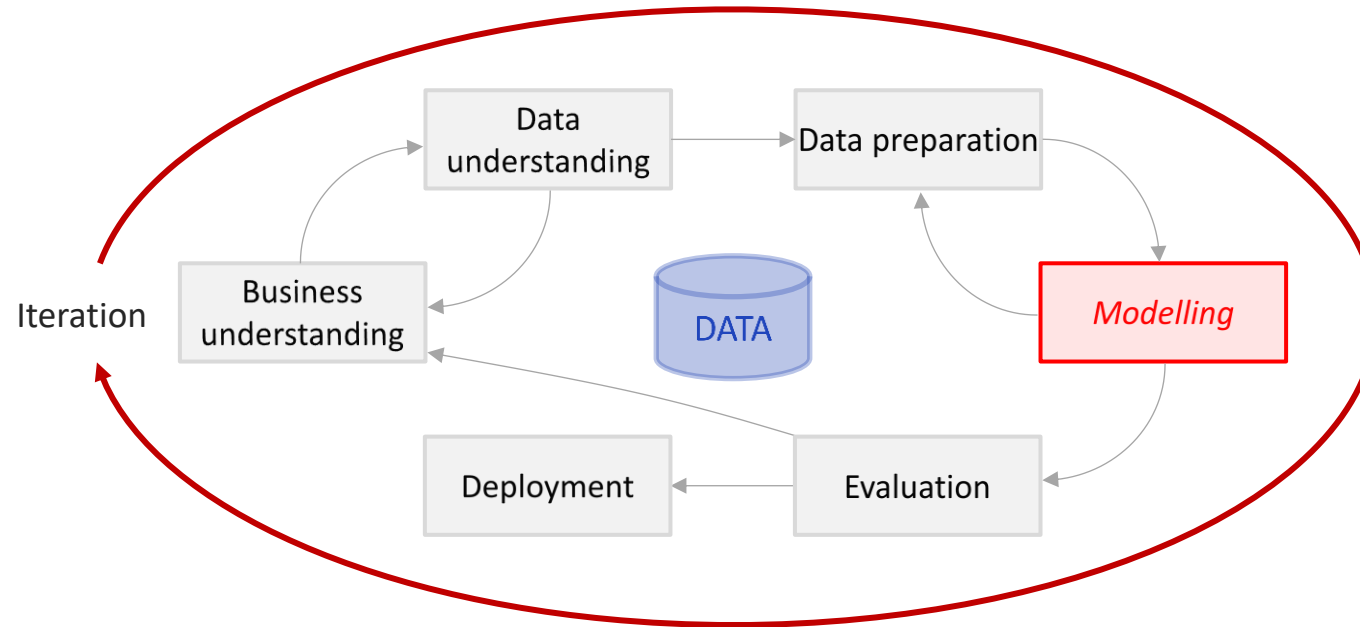 Data
understanding
Data preparation
Iteration
Business
understanding
DATA
Modelling
Deployment
Evaluation